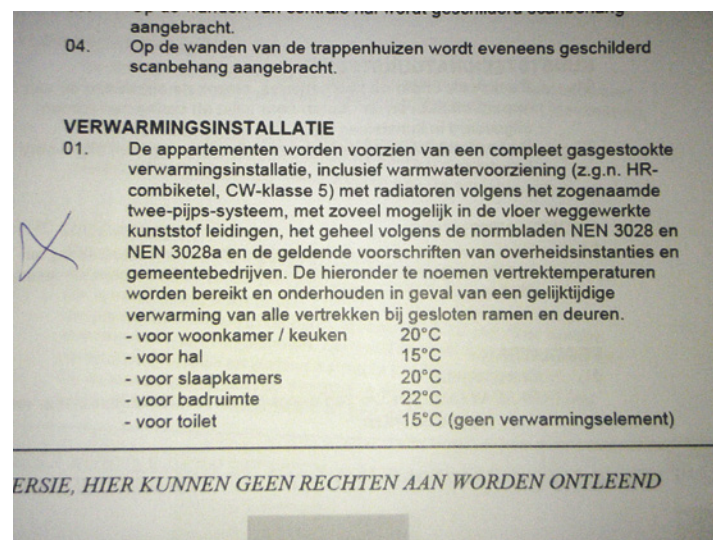 aangebracht.
04. Op de wanden van de trappenhuizen wordt eveneens geschilderd
scanbehang aangebracht.
VERWARMINGSINSTALLATIE
01. De appartementen worden voorzien van een compleet gasgestookte
verwarmingsinstallatie, inclusief warmwatervoorziening (z.g.n. HR-
combiketel, CW-klasse 5) met radiatoren volgens het zogenaamde
twee-pijps-systeem, met zoveel mogelijk in de vloer weggewerkte
kunststof leidingen, het geheel volgens de normbladen NEN 3028 en
NEN 3028a en de geldende voorschriften van overheidsinstanties en
gemeentebedrijven. De hieronder te noemen vertrektemperaturen
worden bereikt en onderhouden in geval van een gelijktijdige
verwarming van alle vertrekken bij gesloten ramen en deuren.
- voor woonkamer / keuken 20°C
- voor hal 15°C
- voor slaapkamers 20°C
- voor badruimte 22°C
- voor toilet 15°C (geen verwarmingselement)
ERSIE, HIER KUNNEN GEEN RECHTEN AAN WORDEN ONTLEEND